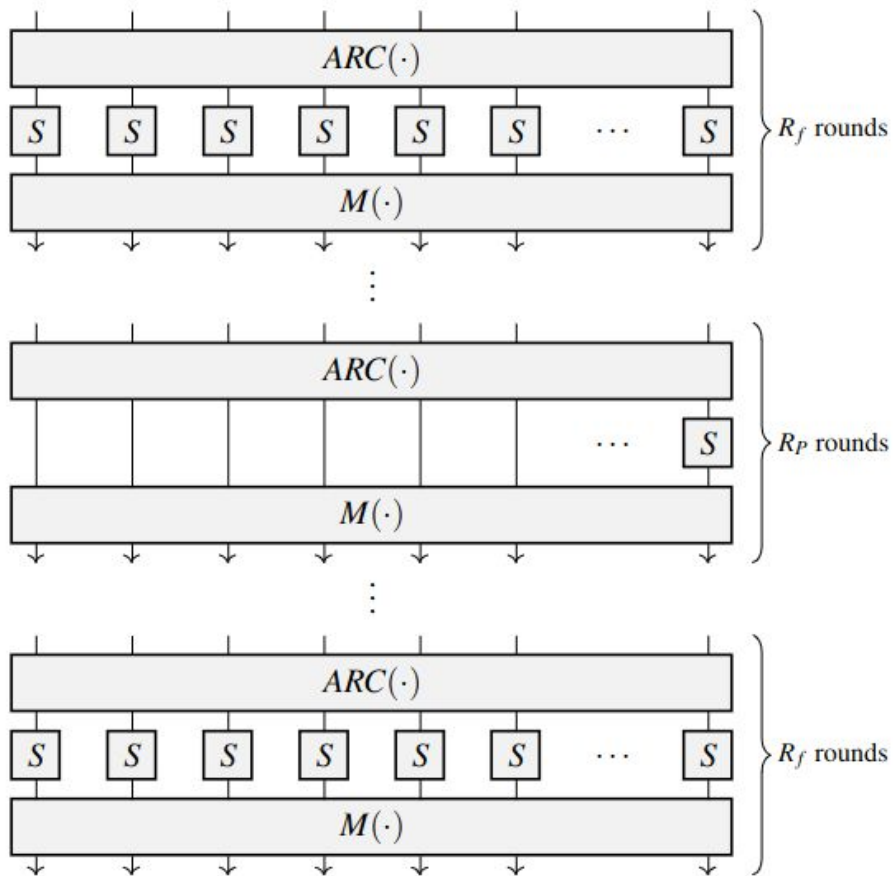 ARC(·)
S S S S S S ··· S
R_f rounds
M(·)
⋮
ARC(·)
··· S
R_P rounds
M(·)
⋮
ARC(·)
S S S S S S ··· S
R_f rounds
M(·)